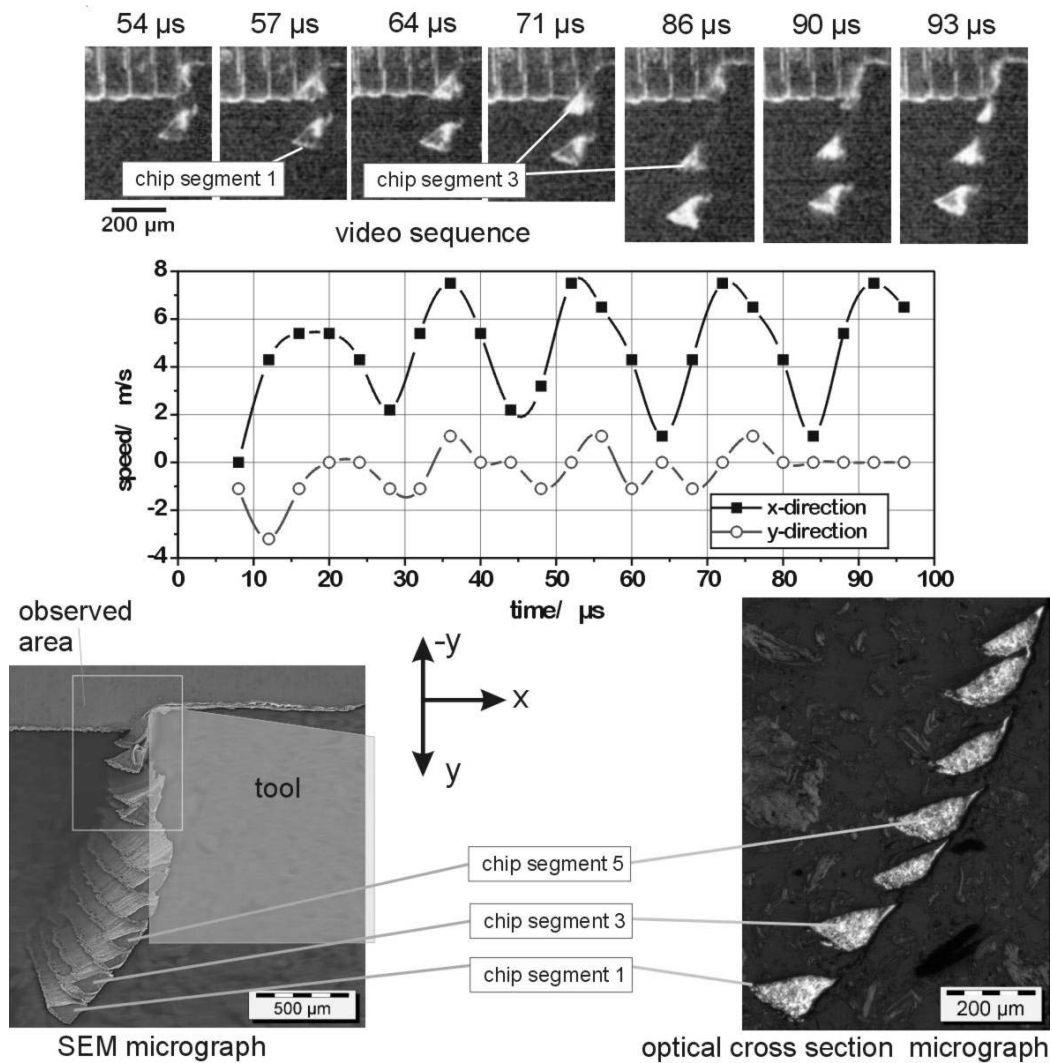 54 µs 57 µs 64 µs 71 µs 86 µs 90 µs 93 µs
chip segment 1
chip segment 3
200 µm
video sequence
8
6
4
2
0
-2
-4
speed/ m/s
x-direction
y-direction
0 10 20 30 40 50 60 70 80 90 100
time/ µs
observed
area
-y
x
y
tool
chip segment 5
chip segment 3
chip segment 1
500 µm
200 µm
SEM micrograph
optical cross section micrograph